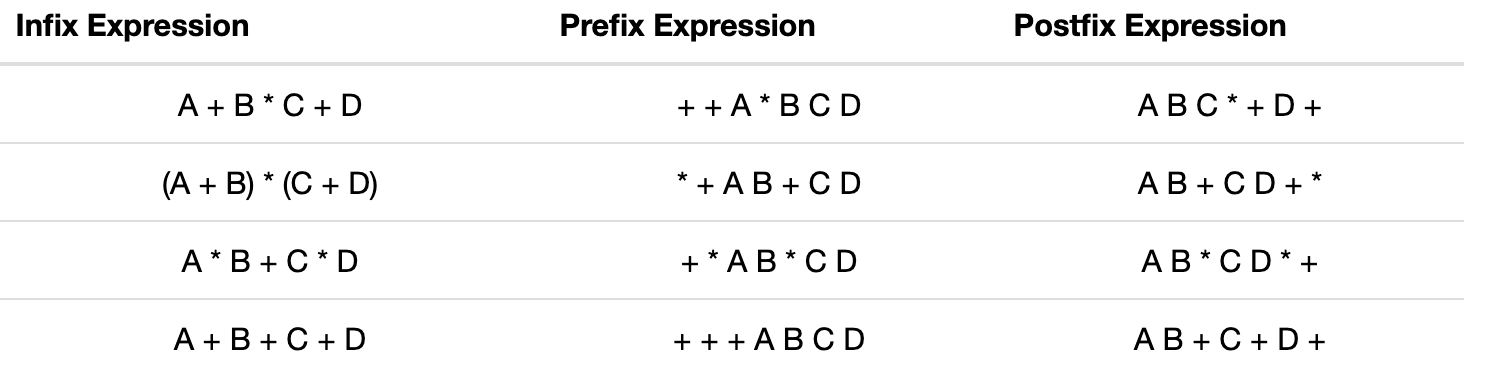 Infix Expression Prefix Expression Postfix Expression
A + B * C + D + + A * B C D A B C * + D +
(A + B) * (C + D) * + A B + C D A B + C D + *
A * B + C * D + * A B * C D A B * C D * +
A + B + C + D + + + A B C D A B + C + D +